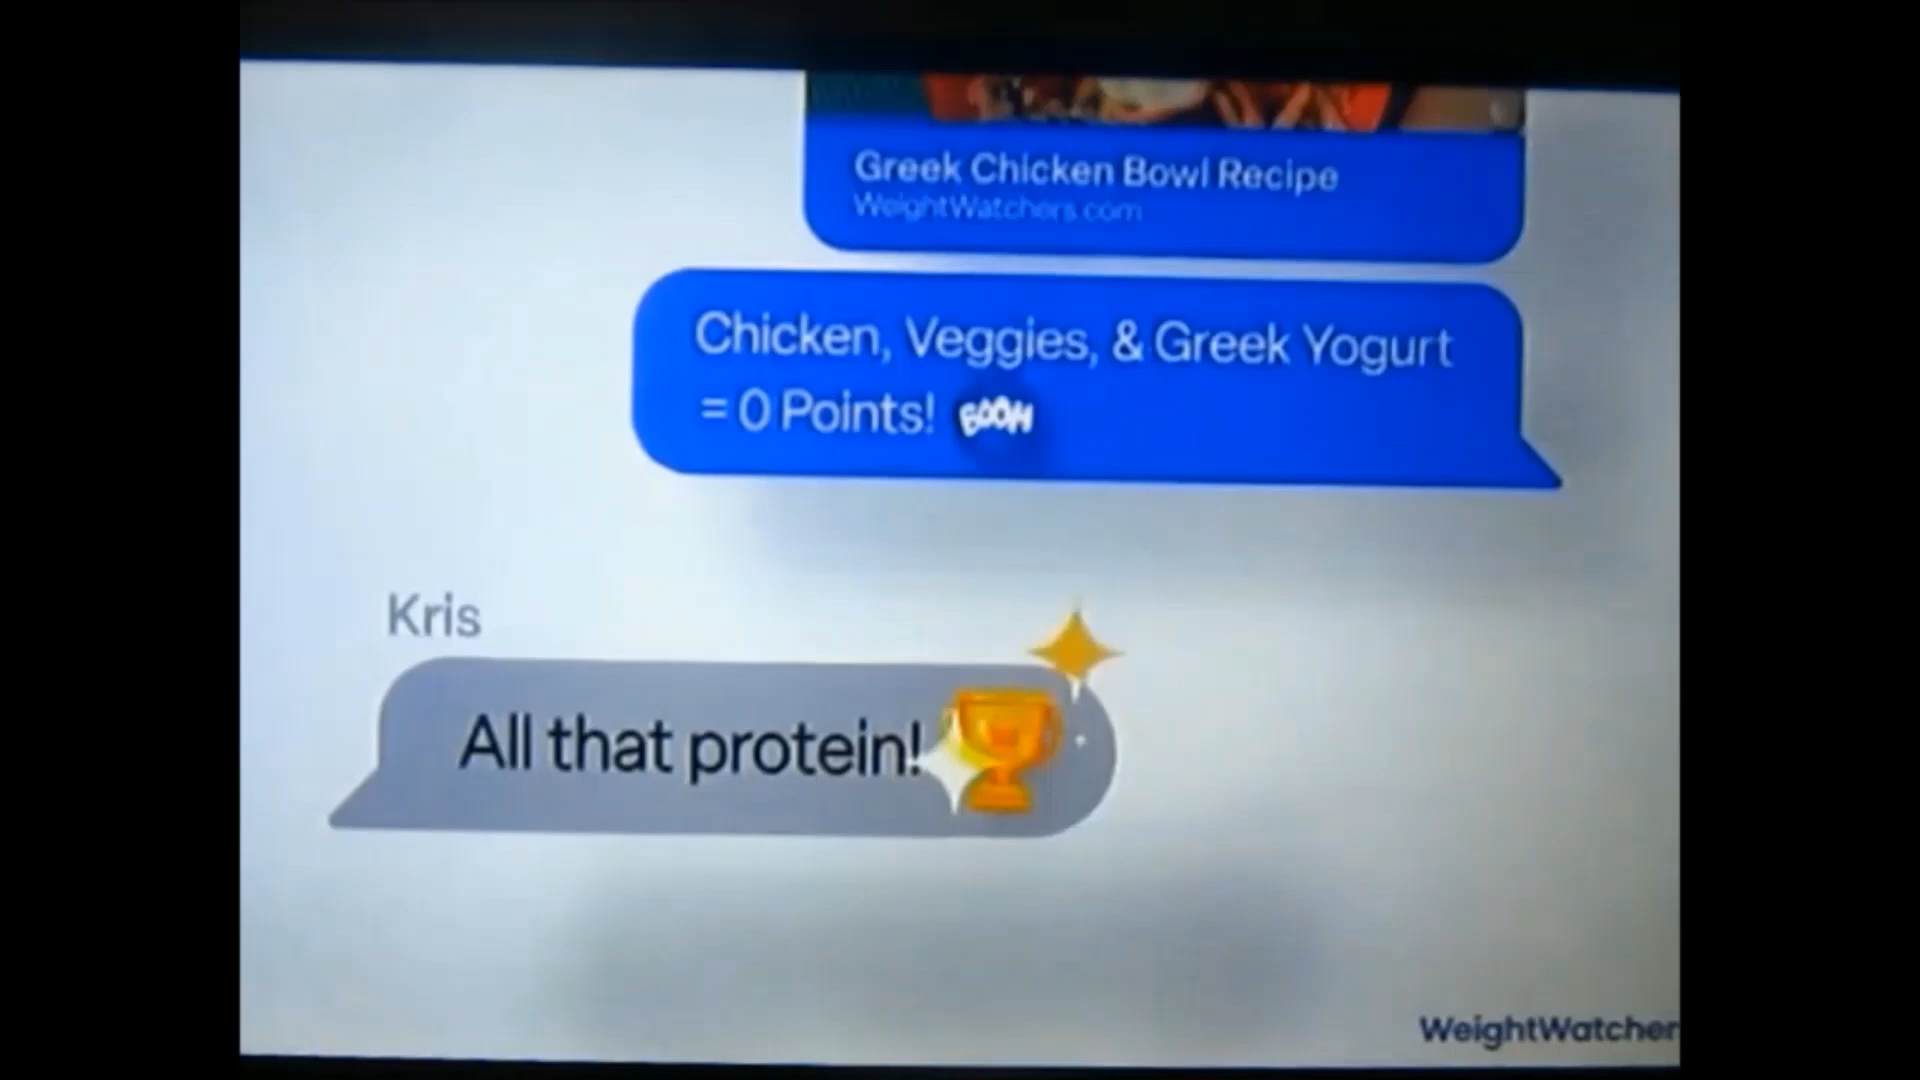 Greek Chicken Bowl Recipe
WeightWatchers.com
Chicken, Veggies, & Greek Yogurt
= 0 Points! BOOM
Kris
All that protein!
WeightWatcher